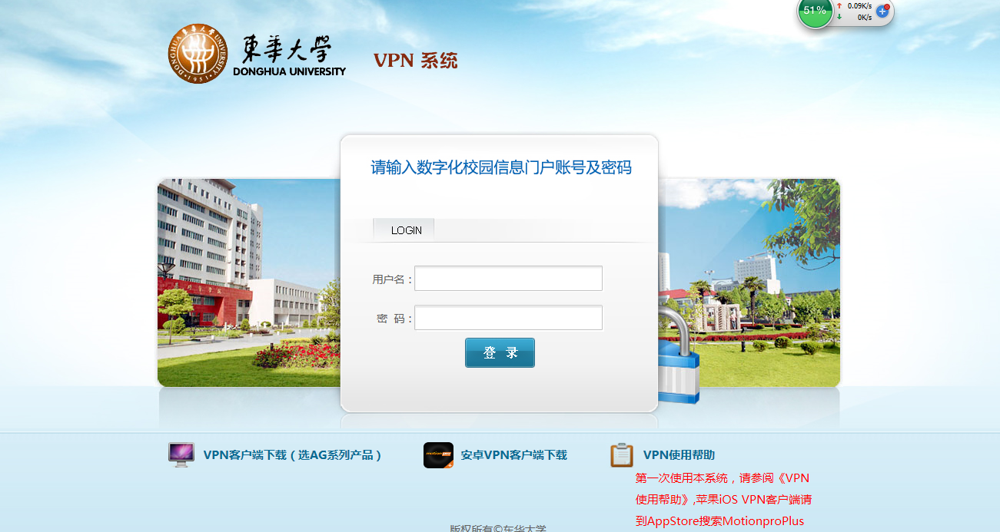 51%
0.09K/s
0K/s
DONGHUA UNIVERSITY
1951
東華大學
DONGHUA UNIVERSITY
VPN 系统
请输入数字化校园信息门户账号及密码
LOGIN
用户名：
密 码：
登 录
VPN客户端下载（选AG系列产品）
安卓VPN客户端下载
VPN使用帮助
第一次使用本系统，请参阅《VPN
使用帮助》,苹果iOS VPN客户端请
到AppStore搜索MotionproPlus
版权所有©东华大学